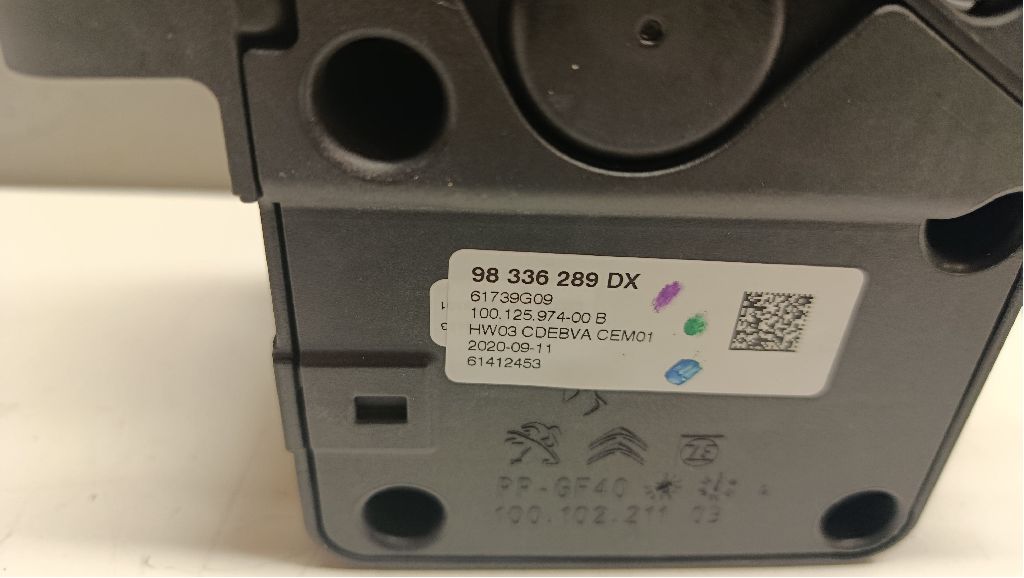 98 336 289 DX
61739G09
100.125.974-00 B
HW03 CDEBVA CEM01
2020-09-11
61412453
ZF
PP-GF40
100.102.211 03